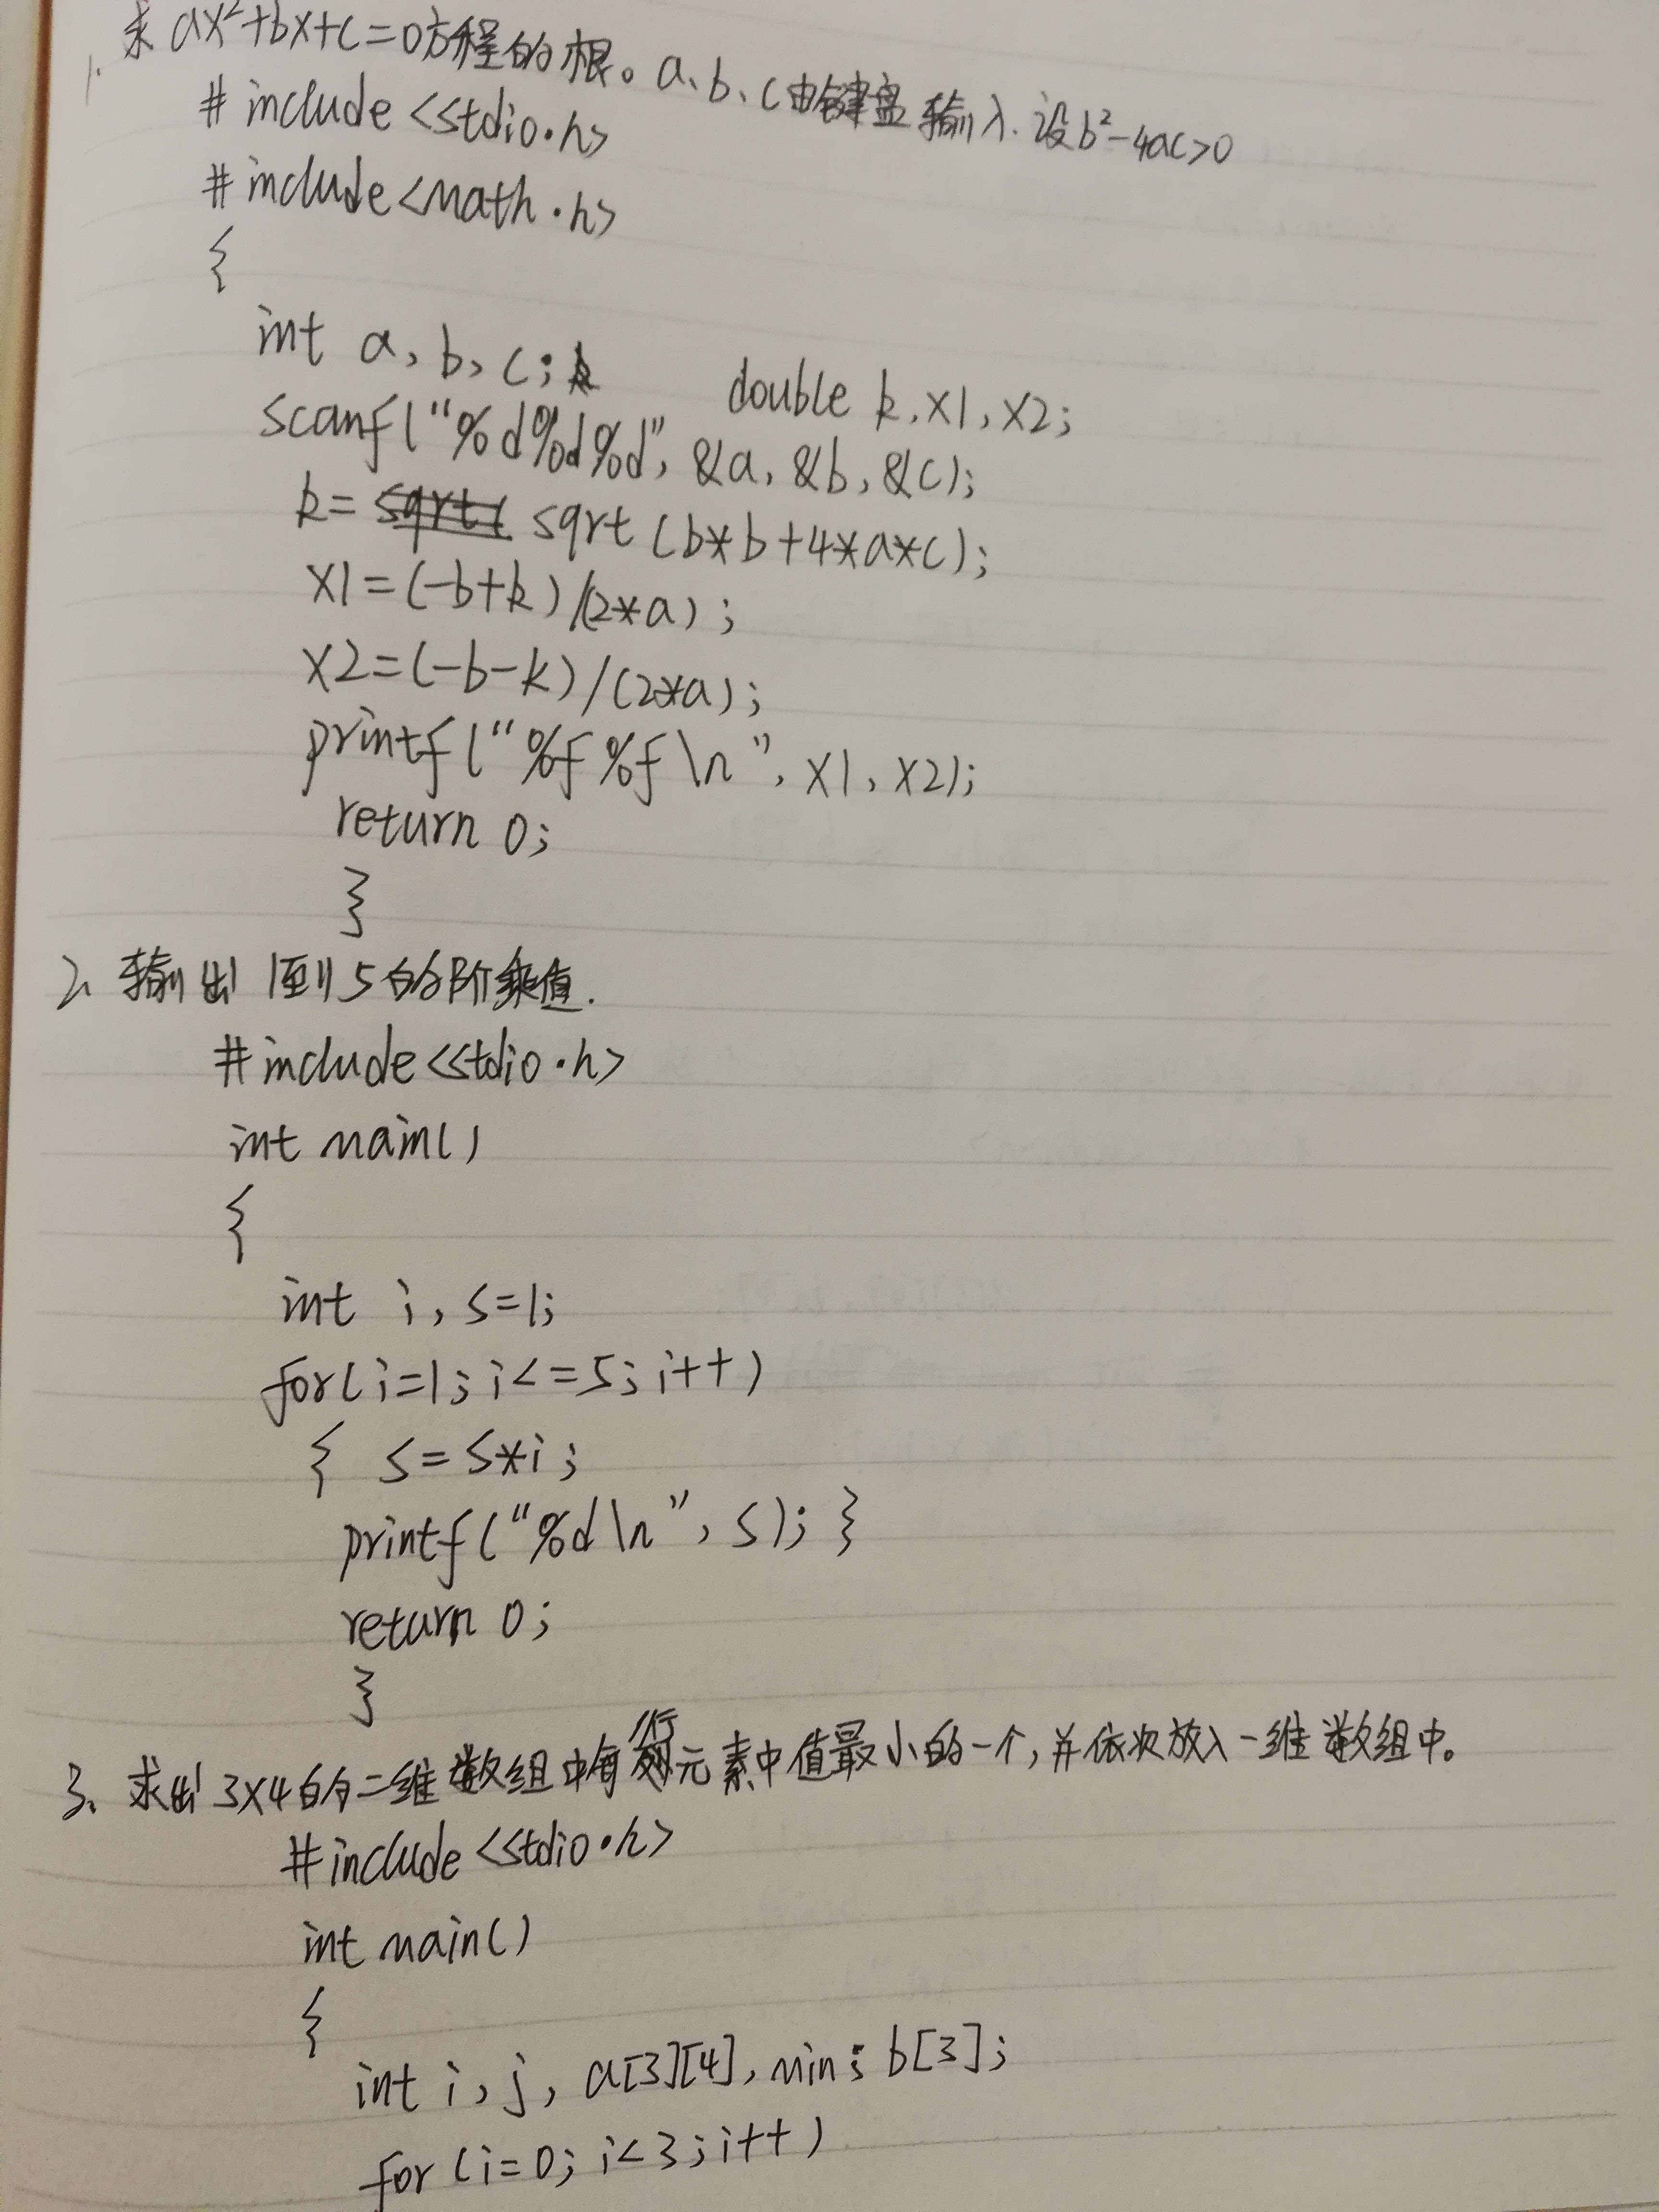 1. 求ax²+bx+c=0方程的根。a、b、c由键盘输入.设b²-4ac>0
#include<stdio.h>
#include<math.h>
{
int a,b,c; double k,x1,x2;
scanf("%d%d%d",&a,&b,&c);
k=sqrt(b*b+4*a*c);
x1=(-b+k)/(2*a);
x2=(-b-k)/(2*a);
printf("%f%f\n",x1,x2);
return 0;
}
2、输出1到5的阶乘值.
#include<stdio.h>
int main()
{
int i,s=1;
for(i=1;i<=5;i++)
{ s=s*i;
printf("%d\n",s);}
return 0;
}
3、求出3X4的二维数组中每行元素中值最小的一个,并依次放入一维数组中。
#include<stdio.h>
int main()
{
int i,j,a[3][4],min; b[3];
for(i=0;i<3;i++)